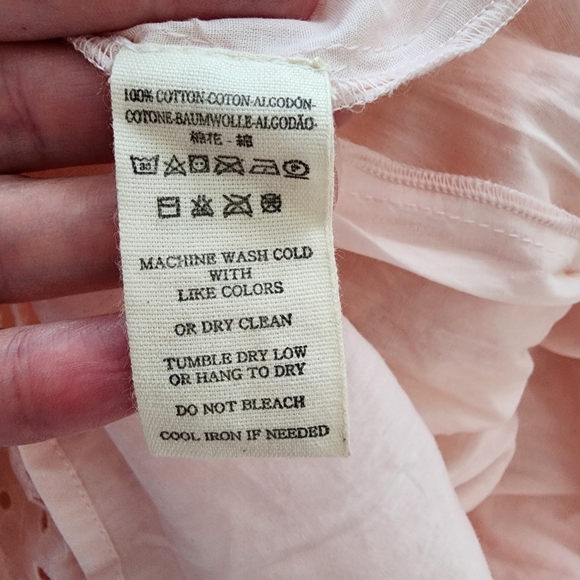 100% COTTON-COTON-ALGODÓN-
COTONE-BAUMWOLLE-ALGODÃO-
棉花 - 綿
30
MACHINE WASH COLD
WITH
LIKE COLORS
OR DRY CLEAN
TUMBLE DRY LOW
OR HANG TO DRY
DO NOT BLEACH
COOL IRON IF NEEDED